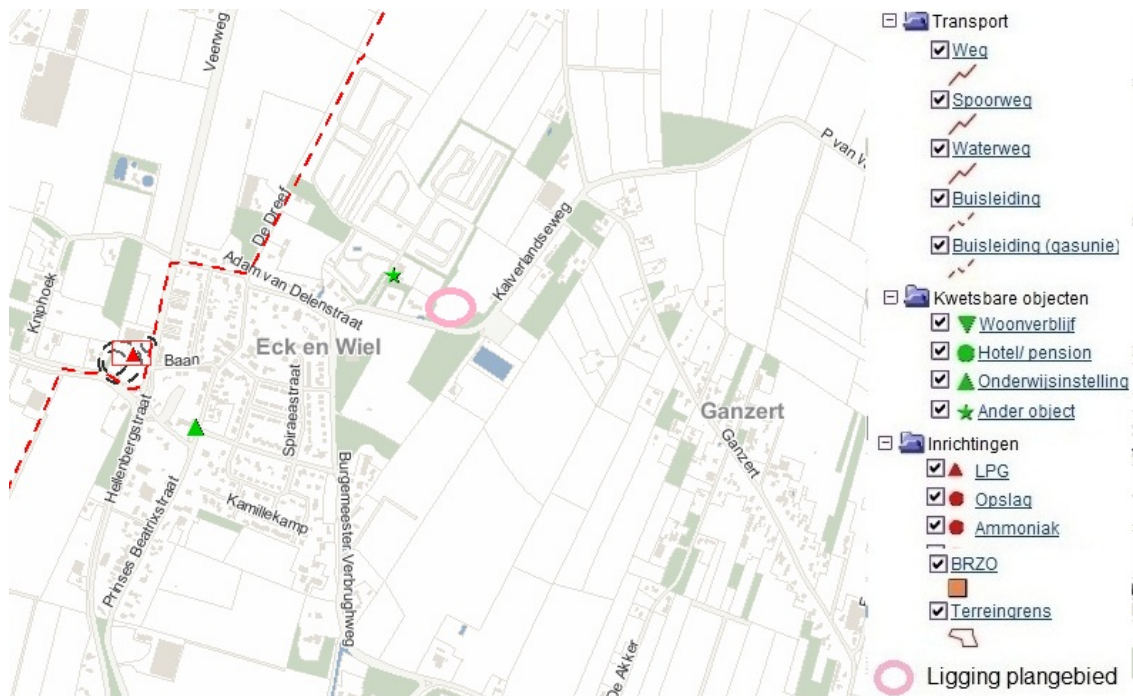 Veerweg
De Dreef
Adam van Delenstraat
Kalverlandseweg
P van W
Kniphoek
Baan
Eck en Wiel
Spiraeastraat
Hellenbergstraat
Prinses Beatrixstraat
Kamillekamp
Burgemeester Verbrughweg
Ganzert
Ganzert
De Akker
Transport
Weg
Spoorweg
Waterweg
Buisleiding
Buisleiding (gasunie)
Kwetsbare objecten
Woonverblijf
Hotel/ pension
Onderwijsinstelling
Ander object
Inrichtingen
LPG
Opslag
Ammoniak
BRZO
Terreingrens
Ligging plangebied